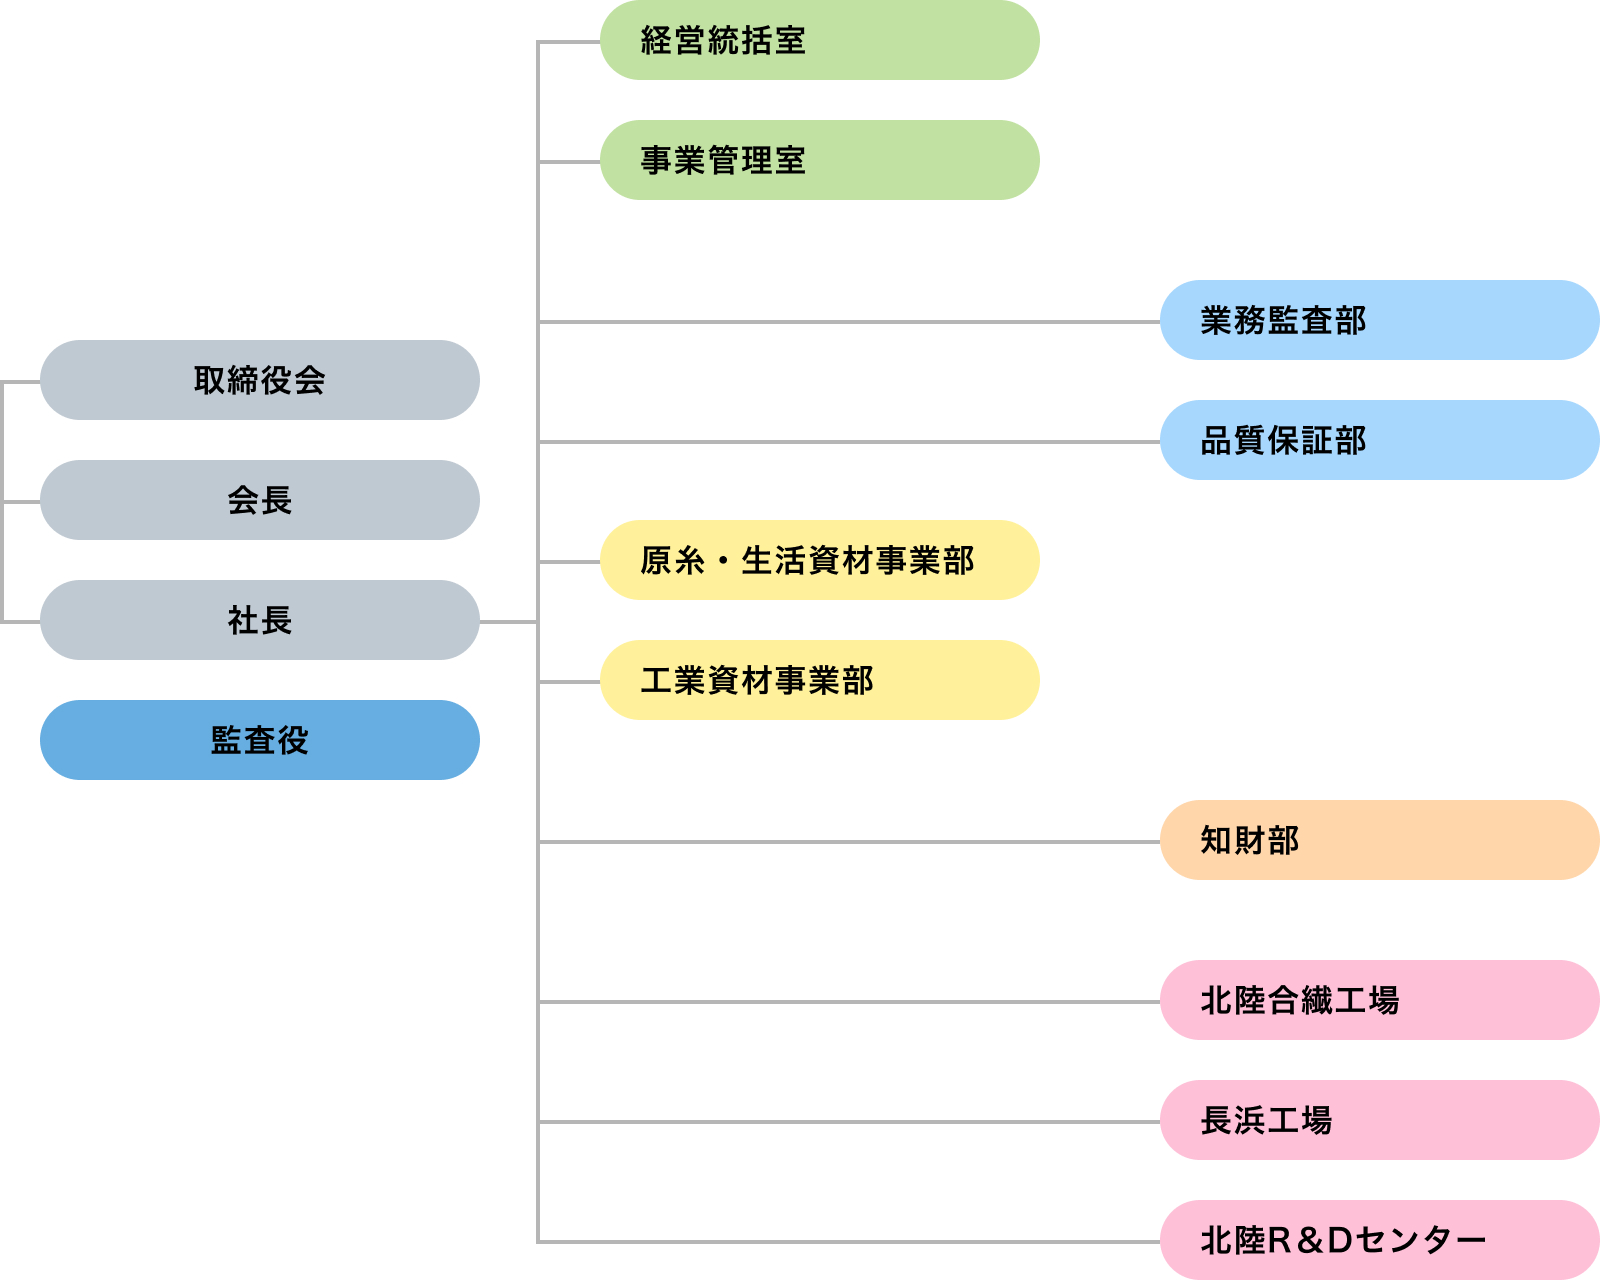 取締役会
会長
社長
監査役
経営統括室
事業管理室
業務監査部
品質保証部
原糸・生活資材事業部
工業資材事業部
知財部
北陸合繊工場
長浜工場
北陸R&Dセンター